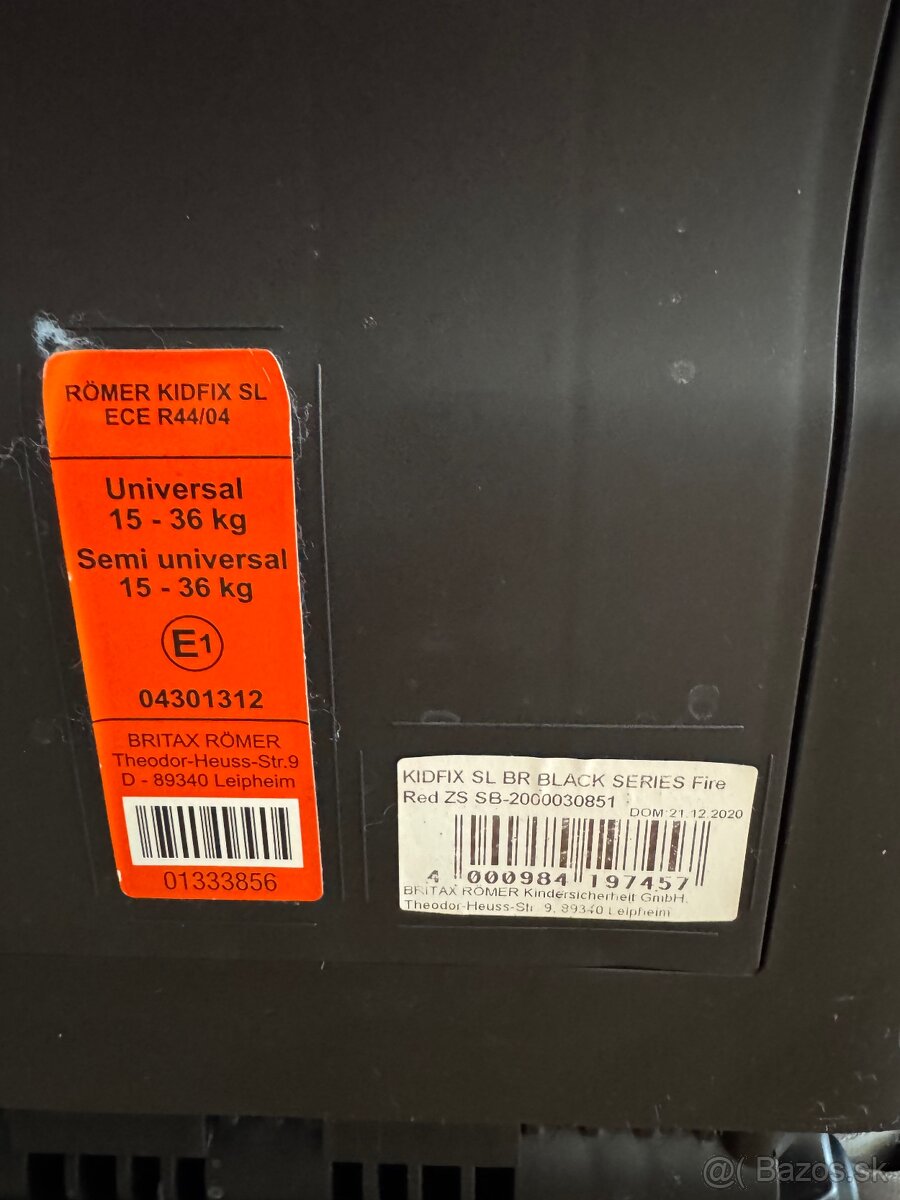 RÖMER KIDFIX SL
ECE R44/04
Universal
15 - 36 kg
Semi universal
15 - 36 kg
E1
04301312
BRITAX RÖMER
Theodor-Heuss-Str.9
D - 89340 Leipheim
01333856
KIDFIX SL BR BLACK SERIES Fire
Red ZS SB-2000030851
DOM:21.12.2020
4 000984 197457
BRITAX RÖMER Kindersicherheit GmbH,
Theodor-Heuss-Str. 9, 89340 Leipheim
@( Bazos.sk